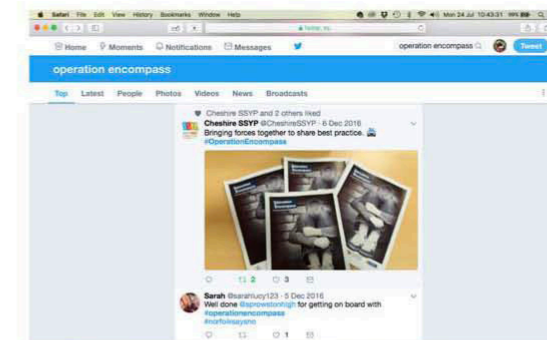 Safari File Edit View History Bookmarks Window Help Mon 24 Jul 10:43:31
Home Moments Notifications Messages operation encompass Tweet
operation encompass
Top Latest People Photos Videos News Broadcasts
Cheshire SSYP and 2 others liked
Cheshire SSYP @CheshireSSYP · 6 Dec 2016
Bringing forces together to share best practice.
#OperationEncompass
2 3
Sarah @sarahlucy123 · 5 Dec 2016
Well done @aprowstonhigh for getting on board with
#operationencompass
#norfolksaysno
1